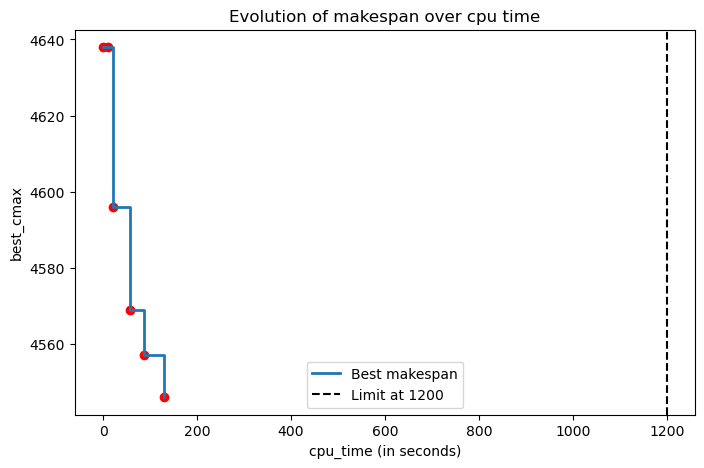 Evolution of makespan over cpu time
best_cmax
4640
4620
4600
4580
4560
Best makespan
Limit at 1200
0
200
400
600
800
1000
1200
cpu_time (in seconds)